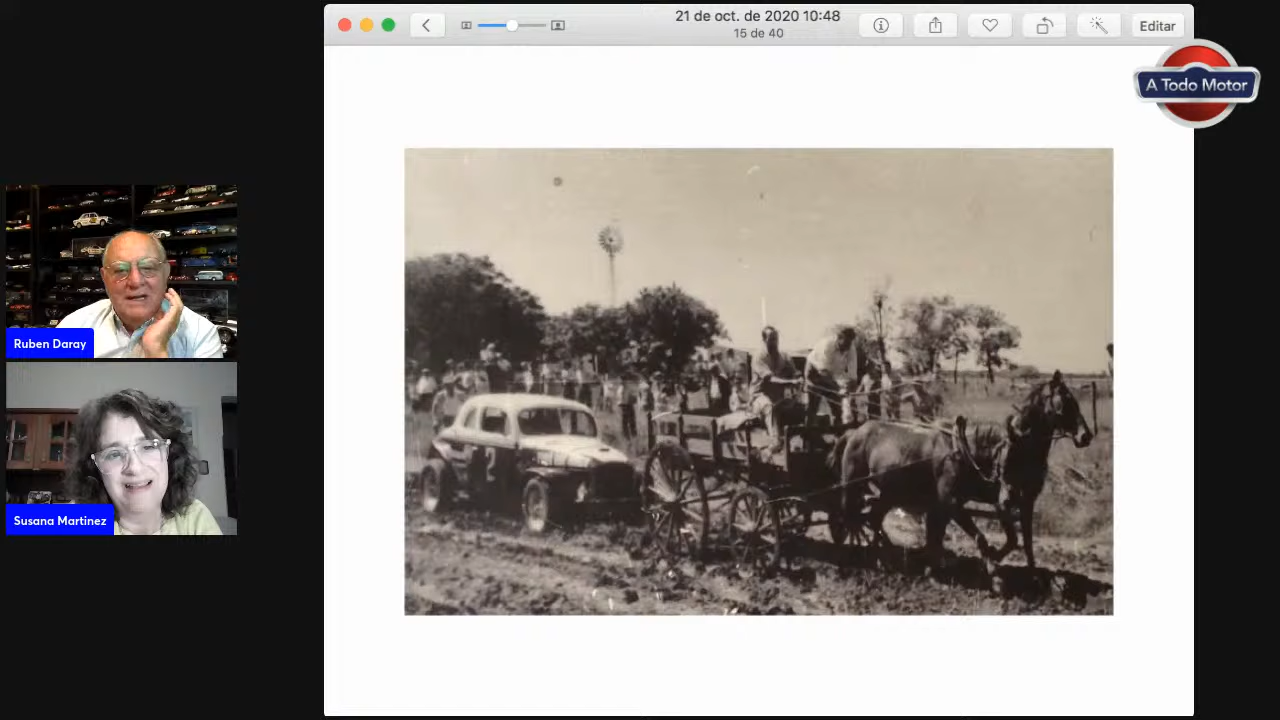 21 de oct. de 2020 10:48
15 de 40
Editar
A Todo Motor
Ruben Daray
Susana Martinez
2